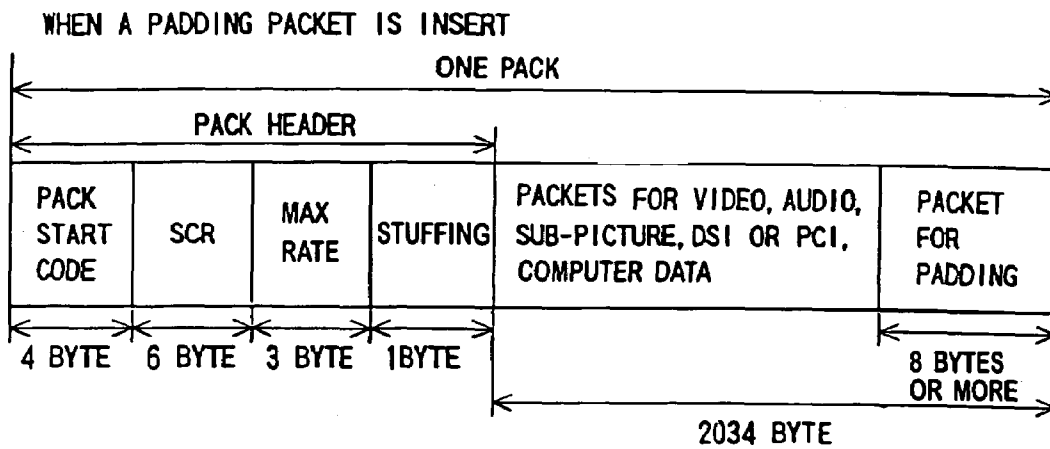 WHEN A PADDING PACKET IS INSERT
ONE PACK
PACK HEADER
PACK
START
CODE
SCR
MAX
RATE
STUFFING
PACKETS FOR VIDEO, AUDIO,
SUB-PICTURE, DSI OR PCI,
COMPUTER DATA
PACKET
FOR
PADDING
4 BYTE
6 BYTE
3 BYTE
1BYTE
8 BYTES
OR MORE
2034 BYTE